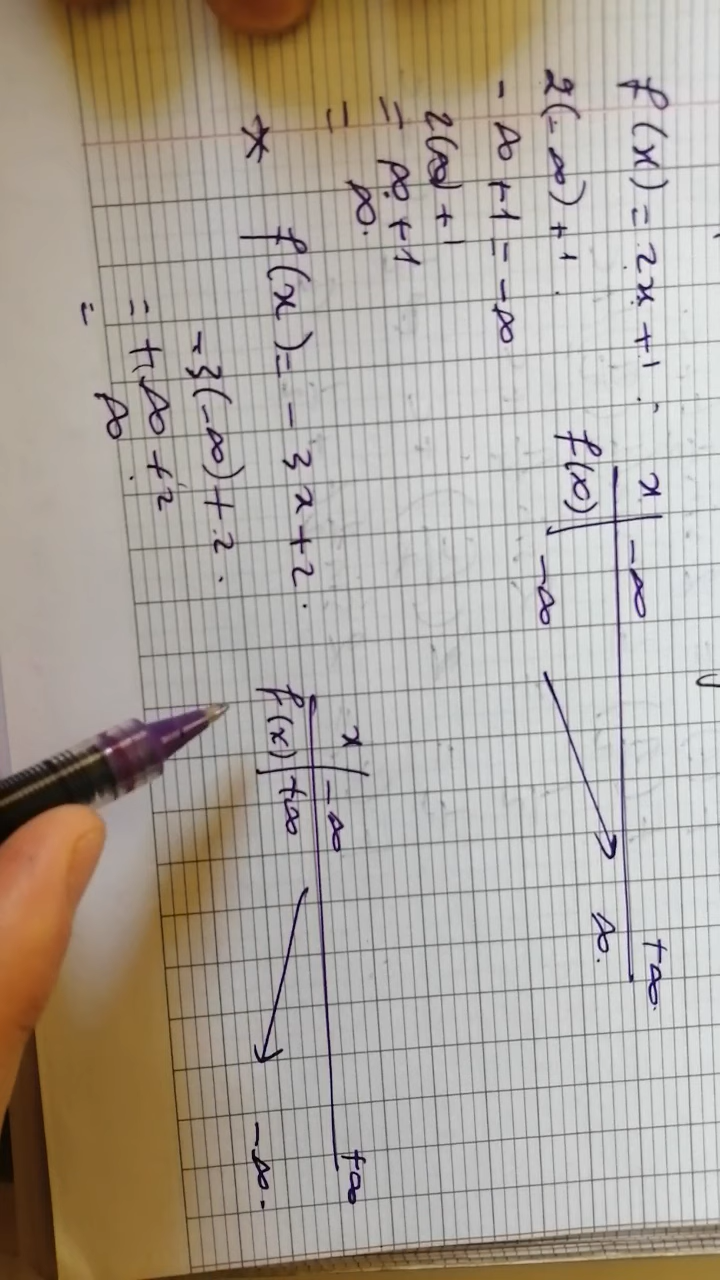 f(x) = 2x + 1.
2(-∞) + 1.
-∞ + 1 = -∞
2(∞) + 1
= ∞ + 1
= ∞.
x | -∞ +∞.
f(x) | -∞ ↗ ∞.
* f(x) = - 3x + 2.
-3(-∞) + 2.
= +∞ + 2
= ∞
x | -∞ +∞
f(x) | +∞ ↘ -∞.